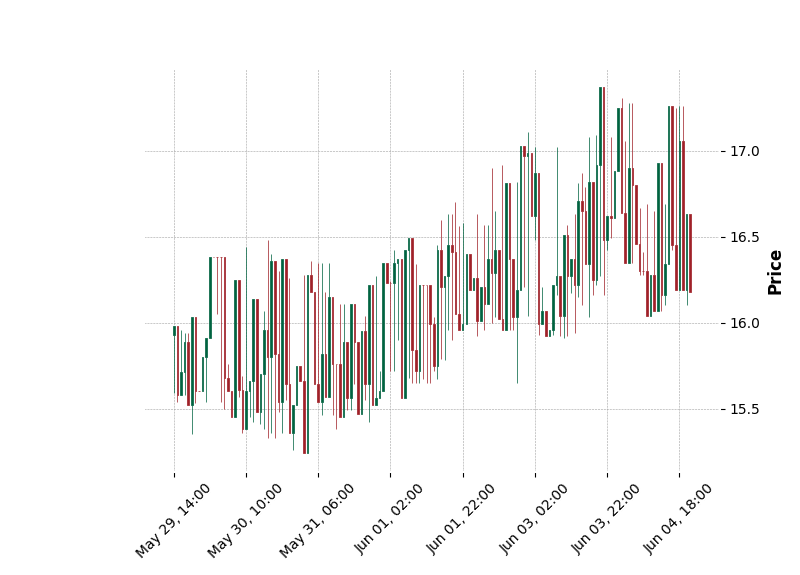 17.0
16.5
16.0
15.5
Price
May 29, 14:00
May 30, 10:00
May 31, 06:00
Jun 01, 02:00
Jun 01, 22:00
Jun 03, 02:00
Jun 03, 22:00
Jun 04, 18:00